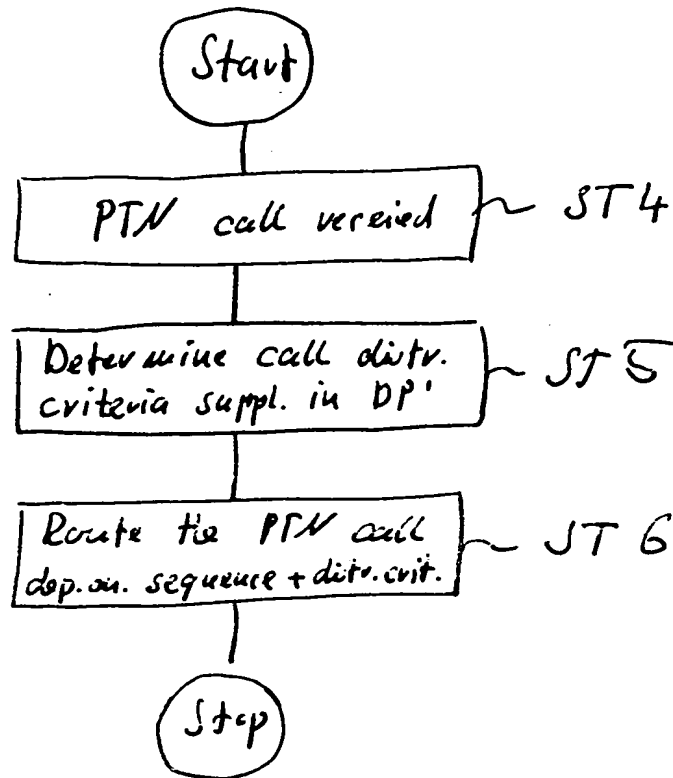 Start
PTN call received
ST4
Determine call distr.
criteria suppl. in DP'
ST5
Route the PTN call
dep. on. sequence + distr. crit.
ST6
Stop